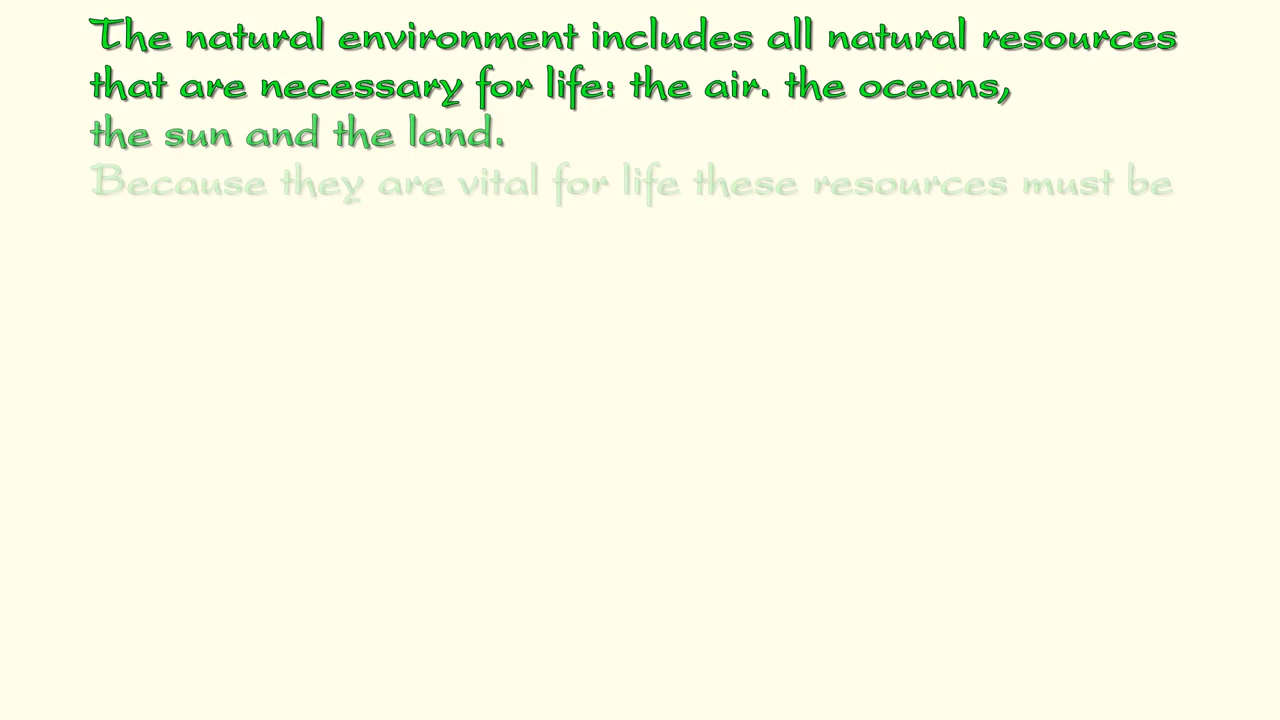 The natural environment includes all natural resources
that are necessary for life: the air. the oceans,
the sun and the land.
Because they are vital for life these resources must be